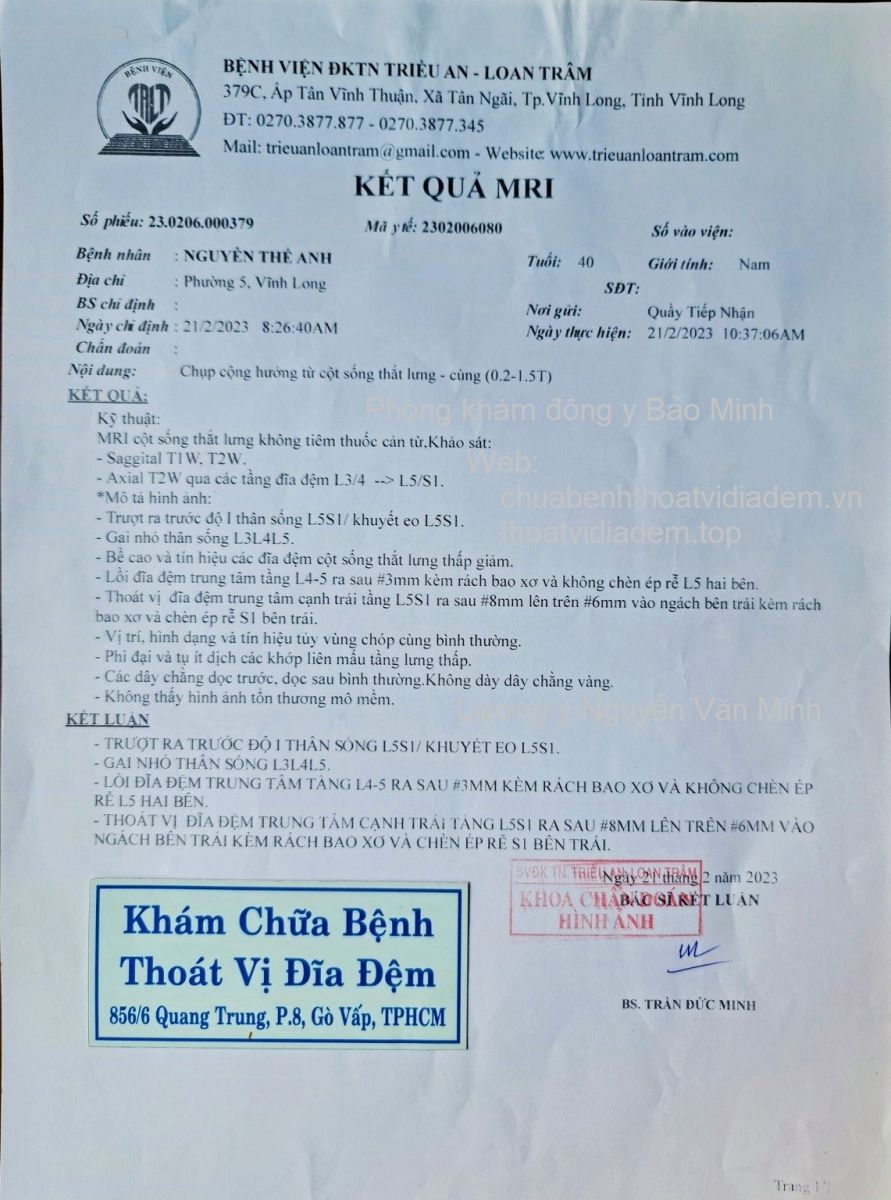 BỆNH VIỆN
TALT
BỆNH VIỆN ĐKTN TRIỀU AN - LOAN TRÂM
379C, Ấp Tân Vĩnh Thuận, Xã Tân Ngãi, Tp.Vĩnh Long, Tỉnh Vĩnh Long
ĐT: 0270.3877.877 - 0270.3877.345
Mail: trieuanloantram@gmail.com - Website: www.trieuanloantram.com
KẾT QUẢ MRI
Số phiếu: 23.0206.000379 Mã y tế: 2302006080 Số vào viện:
Bệnh nhân : NGUYỄN THẾ ANH Tuổi: 40 Giới tính: Nam
Địa chỉ : Phường 5, Vĩnh Long SĐT:
BS chỉ định : Nơi gửi: Quầy Tiếp Nhận
Ngày chỉ định : 21/2/2023 8:26:40AM Ngày thực hiện: 21/2/2023 10:37:06AM
Chẩn đoán :
Nội dung: Chụp cộng hưởng từ cột sống thắt lưng - cùng (0.2-1.5T)
KẾT QUẢ:
Phòng khám đông y Bảo Minh
Kỹ thuật:
MRI cột sống thắt lưng không tiêm thuốc cản từ,Khảo sát:
- Saggital T1W, T2W.
Web:
- Axial T2W qua các tầng đĩa đệm L3/4 --> L5/S1.
chuabenhthoatvidiadem.vn
*Mô tả hình ảnh:
- Trượt ra trước độ I thân sống L5S1/ khuyết eo L5S1.
thoatvidiadem.top
- Gai nhỏ thân sống L3L4L5.
- Bề cao và tín hiệu các đĩa đệm cột sống thắt lưng thấp giảm.
- Lồi đĩa đệm trung tâm tầng L4-5 ra sau #3mm kèm rách bao xơ và không chèn ép rễ L5 hai bên.
- Thoát vị đĩa đệm trung tâm cạnh trái tầng L5S1 ra sau #8mm lên trên #6mm vào ngách bên trái kèm rách
bao xơ và chèn ép rễ S1 bên trái.
- Vị trí, hình dạng và tín hiệu tủy vùng chóp cùng bình thường.
- Phì đại và tụ ít dịch các khớp liên mấu tầng lưng thấp.
- Các dây chằng dọc trước, dọc sau bình thường.Không dày dây chằng vàng.
- Không thấy hình ảnh tổn thương mô mềm.
Lương y Nguyễn Văn Minh
KẾT LUẬN
- TRƯỢT RA TRƯỚC ĐỘ I THÂN SỐNG L5S1/ KHUYẾT EO L5S1.
- GAI NHỎ THÂN SỐNG L3L4L5.
- LỒI ĐĨA ĐỆM TRUNG TÂM TẦNG L4-5 RA SAU #3MM KÈM RÁCH BAO XƠ VÀ KHÔNG CHÈN ÉP
RỄ L5 HAI BÊN.
- THOÁT VỊ ĐĨA ĐỆM TRUNG TÂM CẠNH TRÁI TẦNG L5S1 RA SAU #8MM LÊN TRÊN #6MM VÀO
NGÁCH BÊN TRÁI KÈM RÁCH BAO XƠ VÀ CHÈN ÉP RỄ S1 BÊN TRÁI.
BVĐK TN.TRIỀU AN-LOAN TRÂM
Ngày 21 tháng 2 năm 2023
KHOA CHẨN ĐOÁN
BÁC SĨ KẾT LUẬN
HÌNH ẢNH
BS. TRẦN ĐỨC MINH
Khám Chữa Bệnh
Thoát Vị Đĩa Đệm
856/6 Quang Trung, P.8, Gò Vấp, TPHCM
Trang 1/1